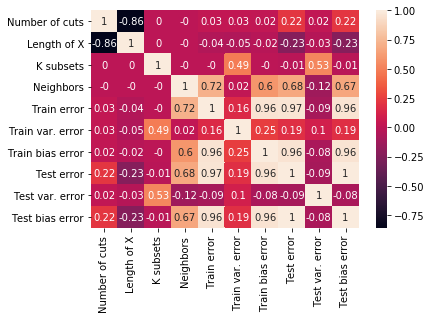 Number of cuts 1 -0.86 0 -0 0.03 0.03 0.02 0.22 0.02 0.22
Length of X -0.86 1 0 -0 -0.04 -0.05 -0.02 -0.23 -0.03 -0.23
K subsets 0 0 1 -0 -0 0.49 -0 -0.01 0.53 -0.01
Neighbors -0 -0 -0 1 0.72 0.02 0.6 0.68 -0.12 0.67
Train error 0.03 -0.04 -0 0.72 1 0.16 0.96 0.97 -0.09 0.96
Train var. error 0.03 -0.05 0.49 0.02 0.16 1 0.25 0.19 0.1 0.19
Train bias error 0.02 -0.02 -0 0.6 0.96 0.25 1 0.96 -0.08 0.96
Test error 0.22 -0.23 -0.01 0.68 0.97 0.19 0.96 1 -0.09 1
Test var. error 0.02 -0.03 0.53 -0.12 -0.09 0.1 -0.08 -0.09 1 -0.08
Test bias error 0.22 -0.23 -0.01 0.67 0.96 0.19 0.96 1 -0.08 1
Number of cuts
Length of X
K subsets
Neighbors
Train error
Train var. error
Train bias error
Test error
Test var. error
Test bias error
1.00
0.75
0.50
0.25
0.00
−0.25
−0.50
−0.75